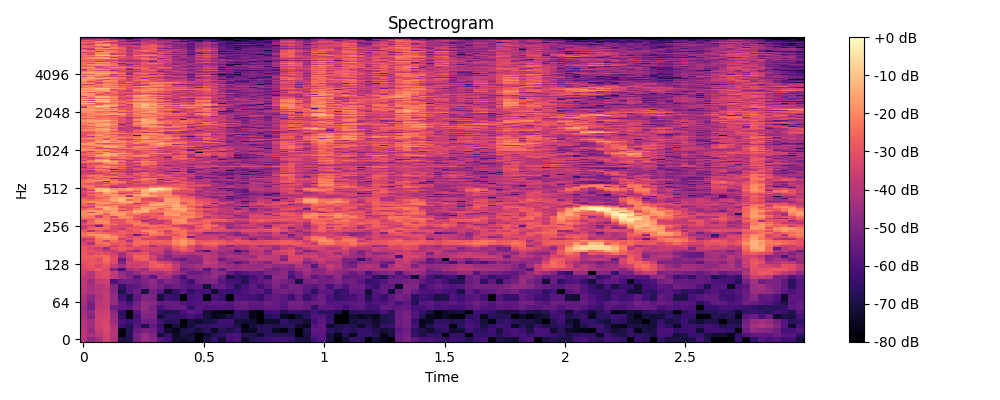 Spectrogram
+0 dB
4096
-10 dB
2048
-20 dB
1024
-30 dB
Hz
512
-40 dB
256
-50 dB
128
-60 dB
64
-70 dB
0
-80 dB
0 0.5 1 1.5 2 2.5
Time